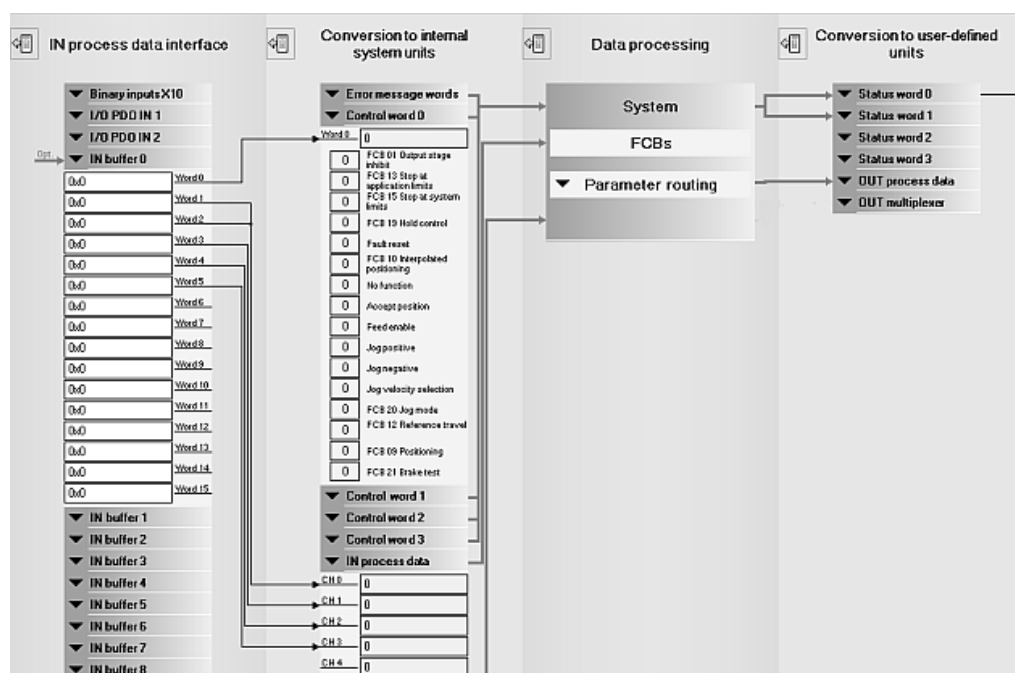 IN process data interface
Conversion to internal
system units
Data processing
Conversion to user-defined
units
Binary inputs X10
I/O PDO IN 1
I/O PDO IN 2
Opt.
IN buffer 0
0x0 Word 0
0x0 Word 1
0x0 Word 2
0x0 Word 3
0x0 Word 4
0x0 Word 5
0x0 Word 6
0x0 Word 7
0x0 Word 8
0x0 Word 9
0x0 Word 10
0x0 Word 11
0x0 Word 12
0x0 Word 13
0x0 Word 14
0x0 Word 15
IN buffer 1
IN buffer 2
IN buffer 3
IN buffer 4
IN buffer 5
IN buffer 6
IN buffer 7
IN buffer 8
Error message words
Control word 0
Word 0 0
0 FCB 01 Output stage
inhibit
0 FCB 13 Stop at
application limits
0 FCB 15 Stop at system
limits
0 FCB 19 Hold control
0 Fault reset
0 FCB 10 Interpolated
positioning
0 No function
0 Accept position
0 Feed enable
0 Jog positive
0 Jog negative
0 Jog velocity selection
0 FCB 20 Jog mode
0 FCB 12 Reference travel
0 FCB 09 Positioning
0 FCB 21 Brake test
Control word 1
Control word 2
Control word 3
IN process data
CH 0 0
CH 1 0
CH 2 0
CH 3 0
CH 4 0
System
FCBs
Parameter routing
Status word 0
Status word 1
Status word 2
Status word 3
OUT process data
OUT multiplexer